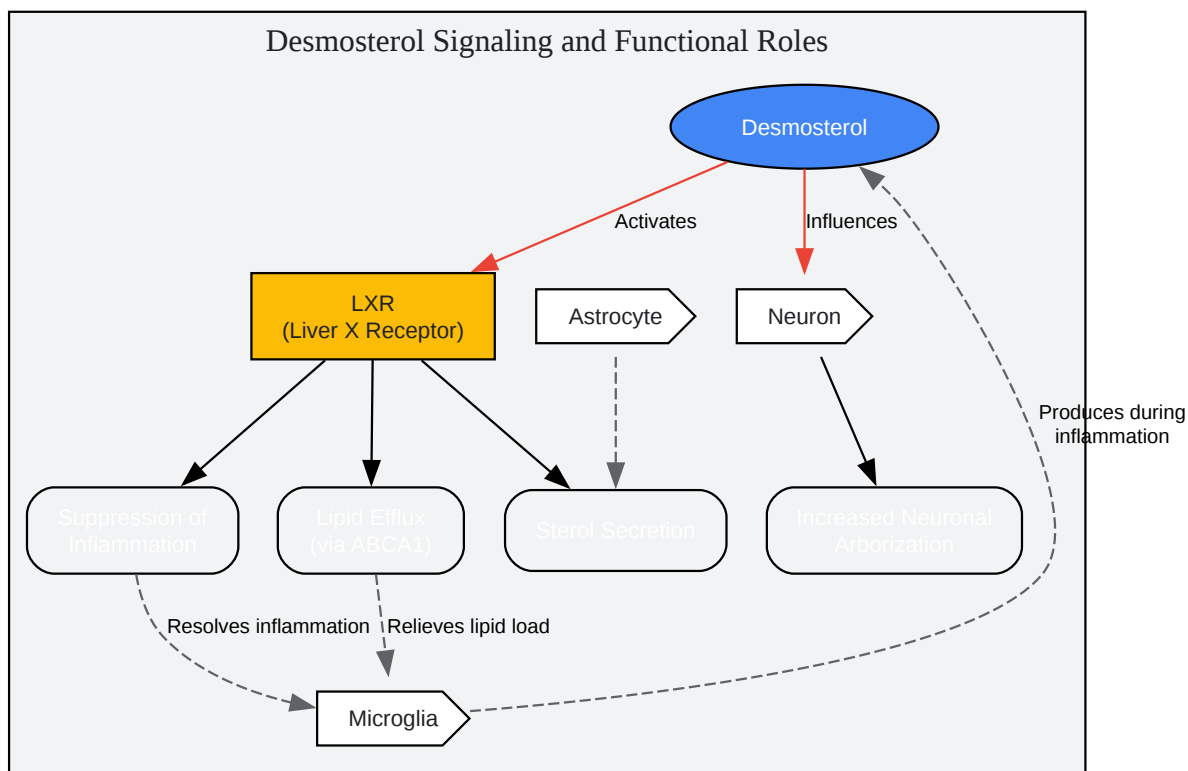 Desmosterol Signaling and Functional Roles
Desmosterol
Activates
Influences
LXR
(Liver X Receptor)
Astrocyte
Neuron
Produces during
inflammation
Suppression of
Inflammation
Lipid Efflux
(via ABCA1)
Sterol Secretion
Increased Neuronal
Arborization
Resolves inflammation
Relieves lipid load
Microglia